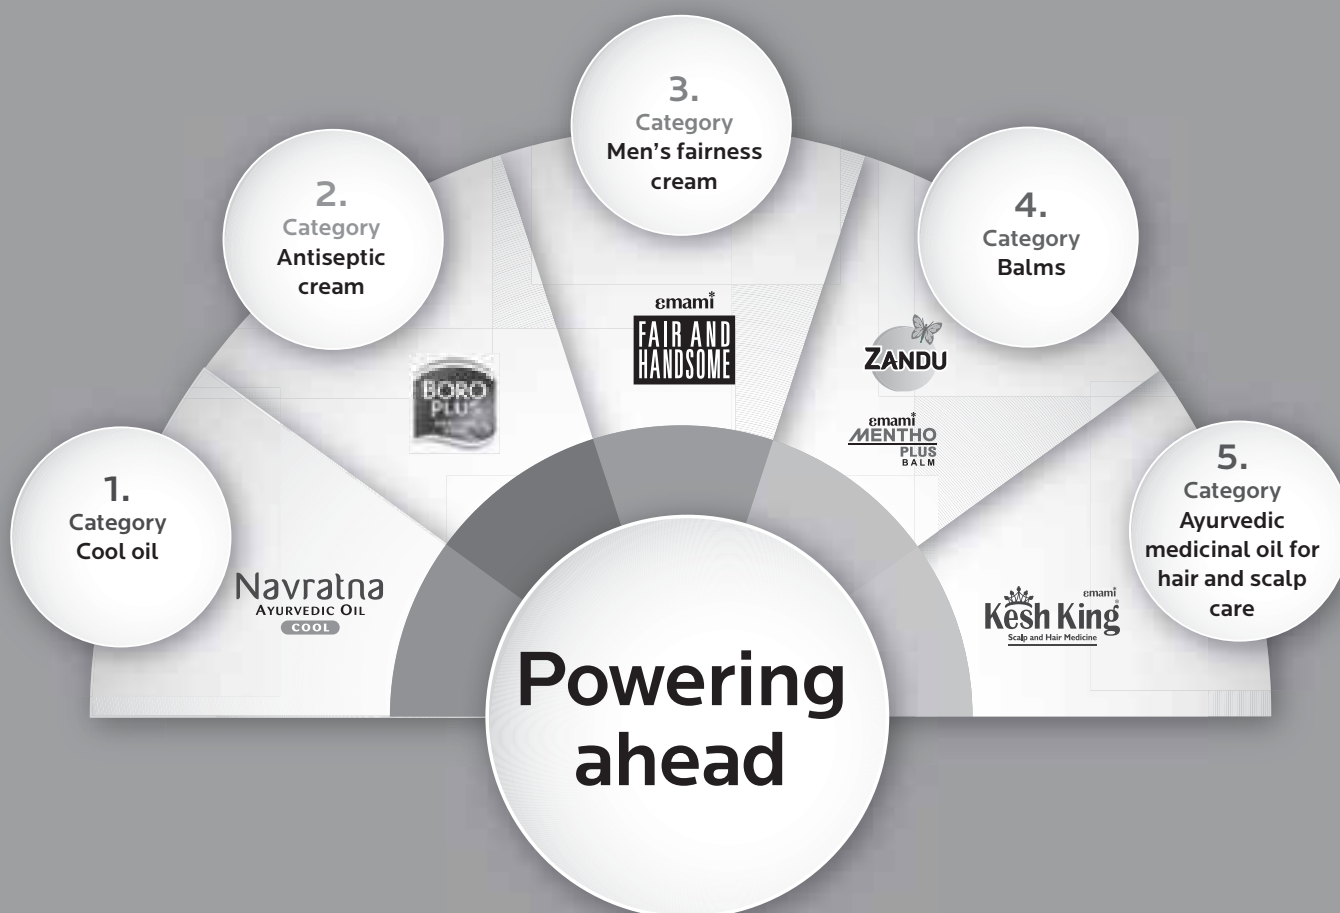 1.
Category
Cool oil
Navratna
AYURVEDIC OIL
COOL
2.
Category
Antiseptic
cream
BORO
PLUS
3.
Category
Men's fairness
cream
emami*
FAIR AND
HANDSOME
4.
Category
Balms
ZANDU
emami*
MENTHO
PLUS
BALM
5.
Category
Ayurvedic
medicinal oil for
hair and scalp
care
emami*
Kesh King
Scalp and Hair Medicine
Powering
ahead